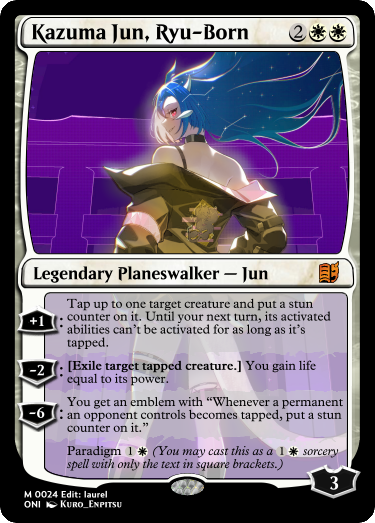 Kazuma Jun, Ryu-Born 2
Legendary Planeswalker — Jun
Tap up to one target creature and put a stun
counter on it. Until your next turn, its activated
+1: abilities can't be activated for as long as it's
tapped.
-2: [Exile target tapped creature.] You gain life
equal to its power.
You get an emblem with “Whenever a permanent
-6: an opponent controls becomes tapped, put a stun
counter on it.”
Paradigm 1 (You may cast this as a 1 sorcery
spell with only the text in square brackets.)
3
M 0024 Edit: laurel
ONI Kuro_Enpitsu